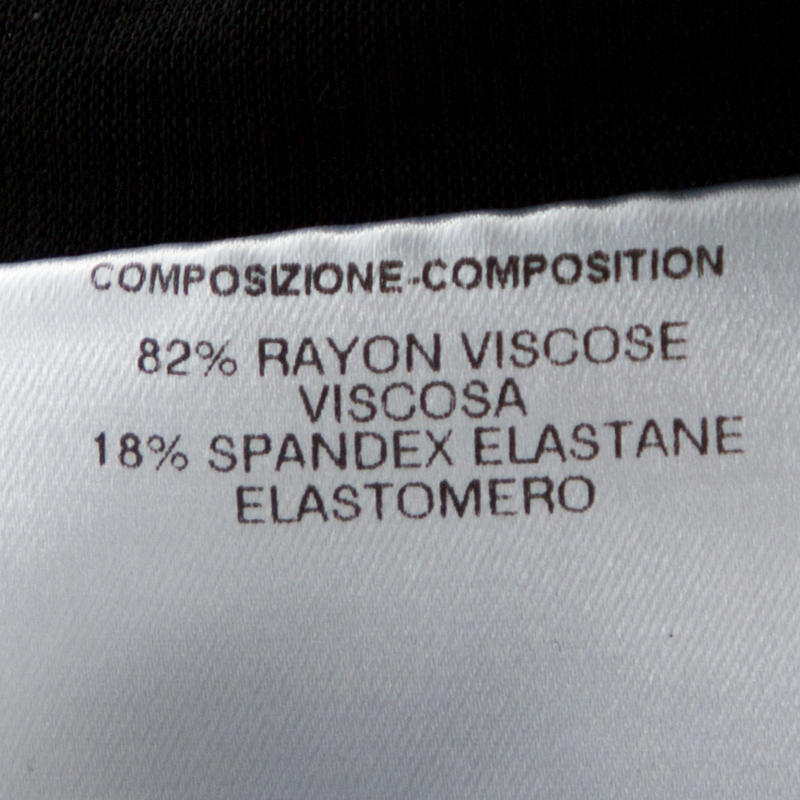 COMPOSIZIONE-COMPOSITION
82% RAYON VISCOSE
VISCOSA
18% SPANDEX ELASTANE
ELASTOMERO